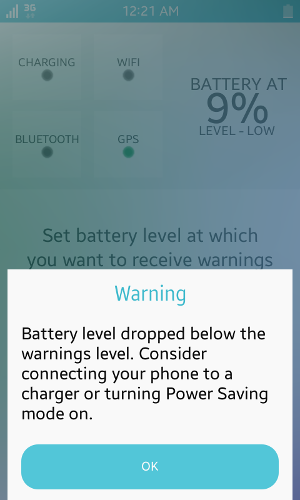 3G
12:21 AM
CHARGING
WIFI
BLUETOOTH
GPS
BATTERY AT
9%
LEVEL - LOW
Set battery level at which
you want to receive warnings
Warning
Battery level dropped below the
warnings level. Consider
connecting your phone to a
charger or turning Power Saving
mode on.
OK